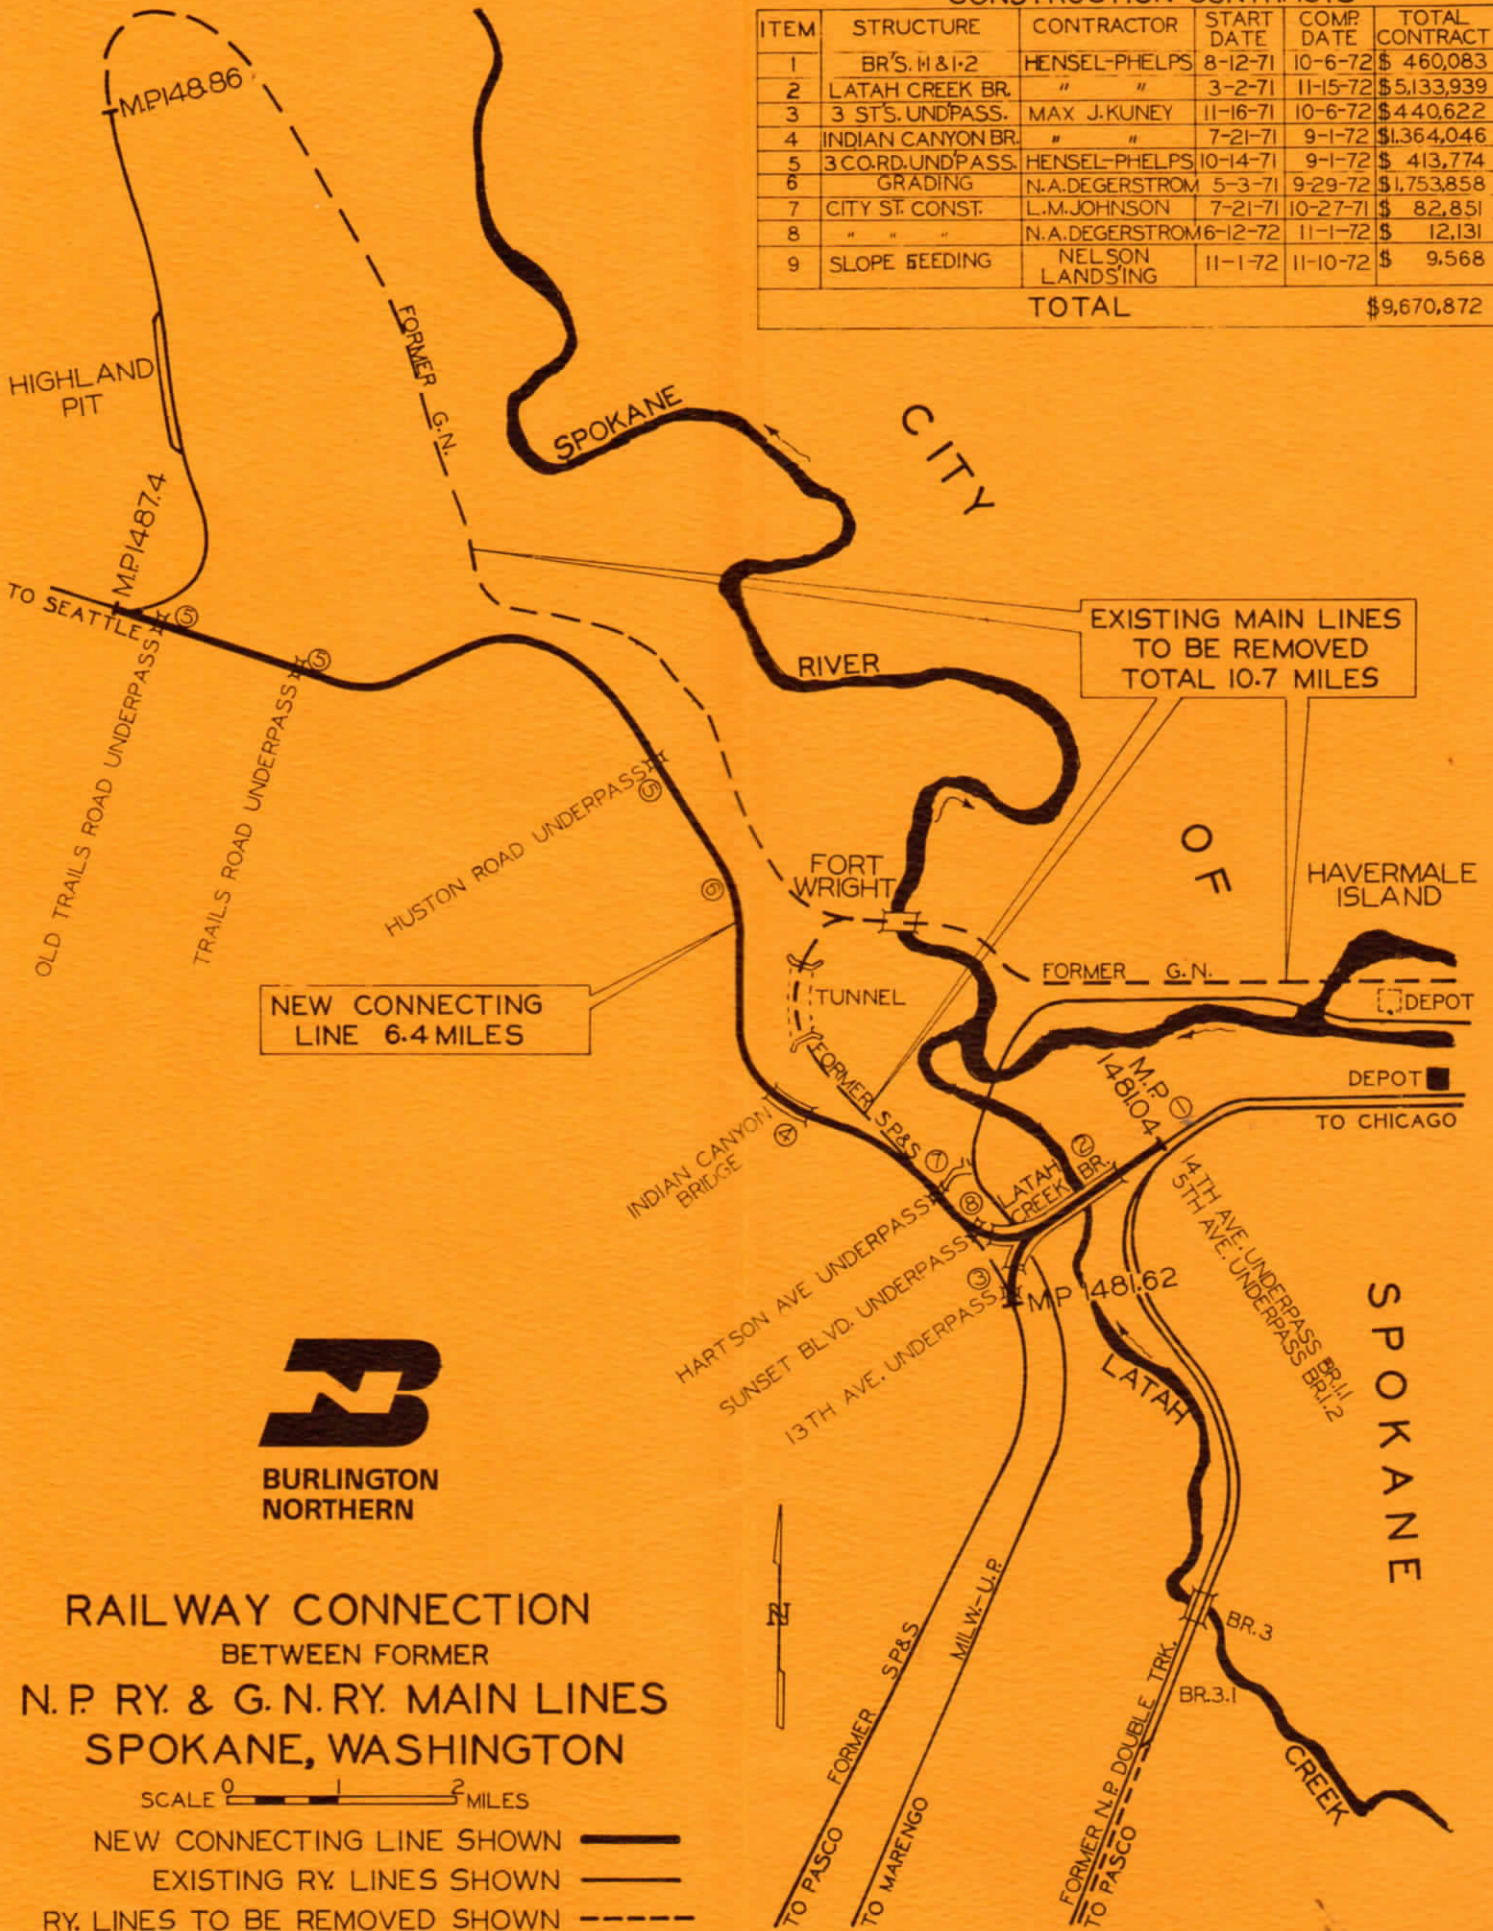 CONSTRUCTION CONTRACTS
ITEM STRUCTURE CONTRACTOR START DATE COMP. DATE TOTAL CONTRACT
1 BR'S. 1·1 & 1·2 HENSEL-PHELPS 8-12-71 10-6-72 $ 460,083
2 LATAH CREEK BR. " " 3-2-71 11-15-72 $5,133,939
3 3 ST'S. UND'PASS. MAX J. KUNEY 11-16-71 10-6-72 $440,622
4 INDIAN CANYON BR. " " 7-21-71 9-1-72 $1,364,046
5 3 CO. RD. UND'PASS. HENSEL-PHELPS 10-14-71 9-1-72 $ 413,774
6 GRADING N.A. DEGERSTROM 5-3-71 9-29-72 $1,753,858
7 CITY ST. CONST. L.M. JOHNSON 7-21-71 10-27-71 $ 82,851
8 " " " N.A. DEGERSTROM 6-12-72 11-1-72 $ 12,131
9 SLOPE SEEDING NELSON LANDS'ING 11-1-72 11-10-72 $ 9,568
TOTAL $9,670,872
M.P. 148.86
FORMER G.N.
HIGHLAND
PIT
SPOKANE
CITY
M.P. 1487.4
TO SEATTLE
5
5
OLD TRAILS ROAD UNDERPASS
TRAILS ROAD UNDERPASS
EXISTING MAIN LINES
TO BE REMOVED
TOTAL 10.7 MILES
RIVER
HUSTON ROAD UNDERPASS
5
6
OF
FORT
WRIGHT
HAVERMALE
ISLAND
FORMER G.N.
NEW CONNECTING
LINE 6.4 MILES
TUNNEL
DEPOT
DEPOT
TO CHICAGO
FORMER SP&S
M.P.
1481.04
1
INDIAN CANYON
BRIDGE
4
7
8
2
LATAH
CREEK BR.
HARTSON AVE UNDERPASS
SUNSET BLVD. UNDERPASS
3
13TH AVE. UNDERPASS
M.P 1481.62
14TH AVE. UNDERPASS BR.1.1
5TH AVE. UNDERPASS BR.1.2
SPOKANE
LATAH
BURLINGTON
NORTHERN
N
BR.3
BR.3.1
CREEK
FORMER SP&S
TO PASCO
MILW.-U.P.
TO MARENGO
FORMER N.P. DOUBLE TRK.
TO PASCO
RAILWAY CONNECTION
BETWEEN FORMER
N.P. RY. & G.N. RY. MAIN LINES
SPOKANE, WASHINGTON
SCALE 0 1 2 MILES
NEW CONNECTING LINE SHOWN
EXISTING RY. LINES SHOWN
RY. LINES TO BE REMOVED SHOWN